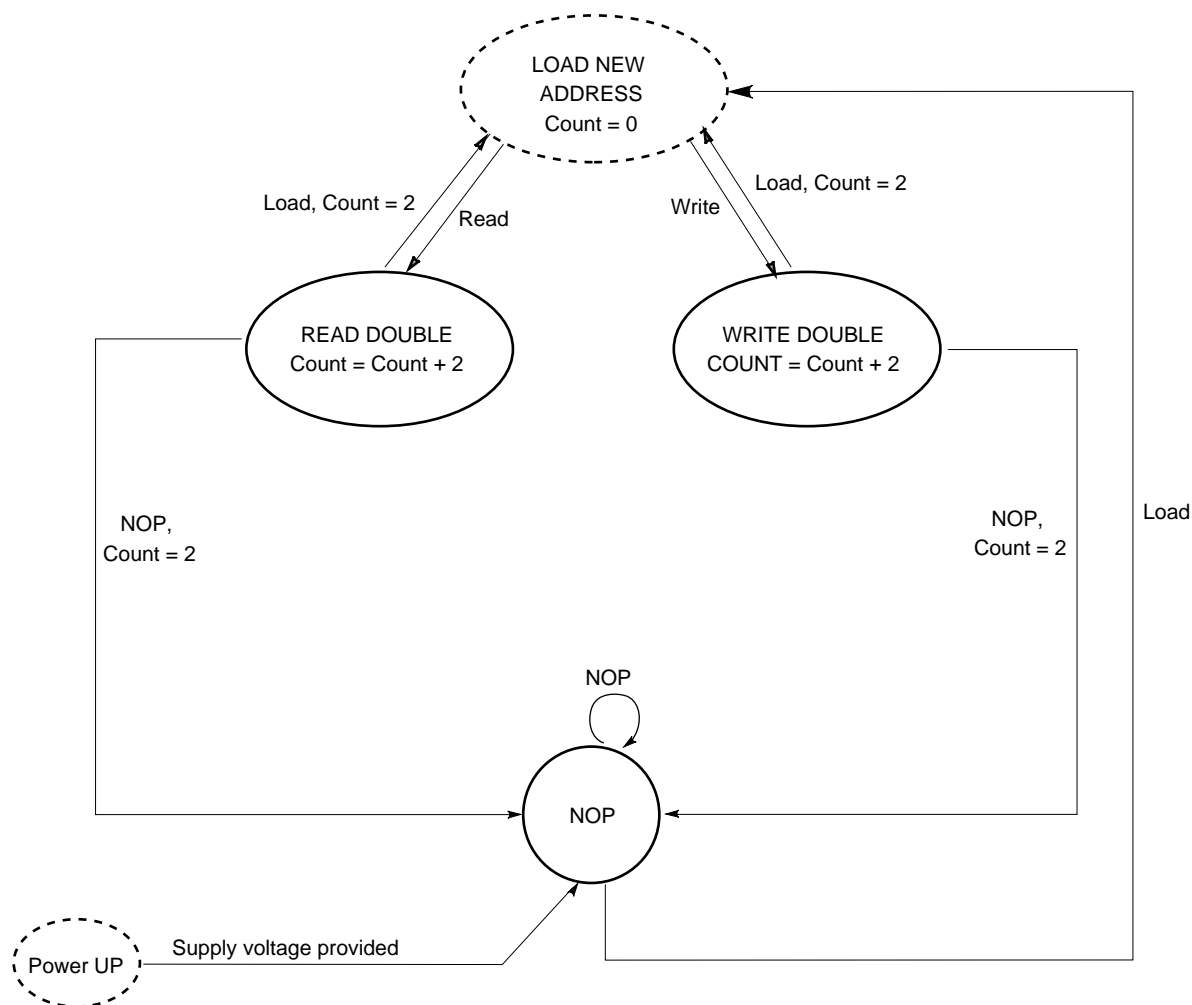 LOAD NEW
ADDRESS
Count = 0
Load, Count = 2
Read
Write
Load, Count = 2
READ DOUBLE
Count = Count + 2
WRITE DOUBLE
COUNT = Count + 2
NOP,
Count = 2
NOP,
Count = 2
Load
NOP
NOP
Supply voltage provided
Power UP